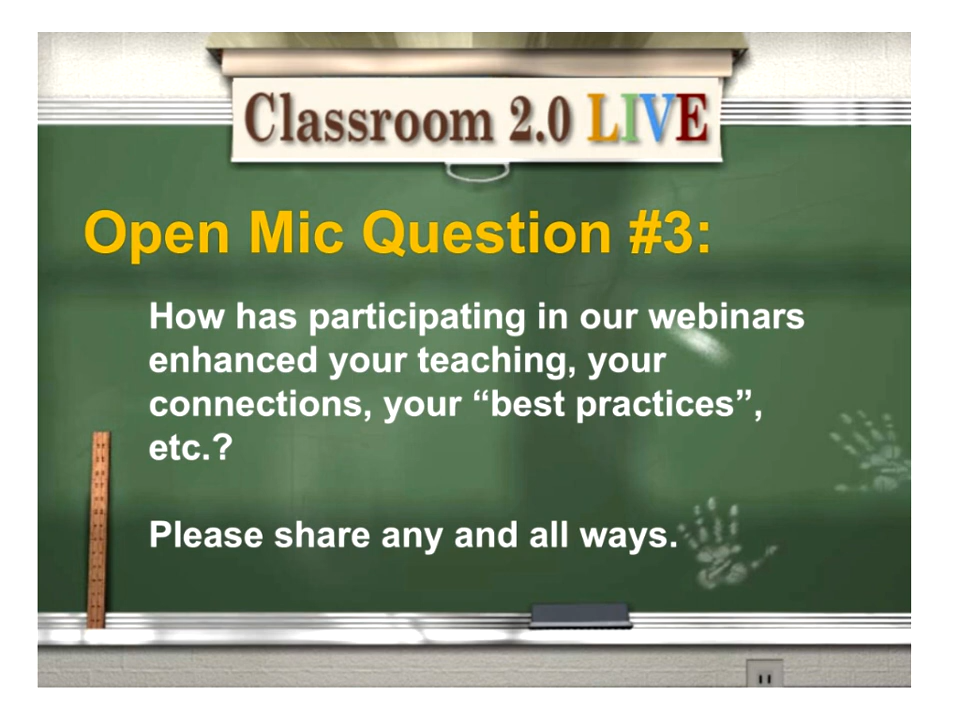 Classroom 2.0 LIVE
Open Mic Question #3:
How has participating in our webinars
enhanced your teaching, your
connections, your “best practices”,
etc.?
Please share any and all ways.